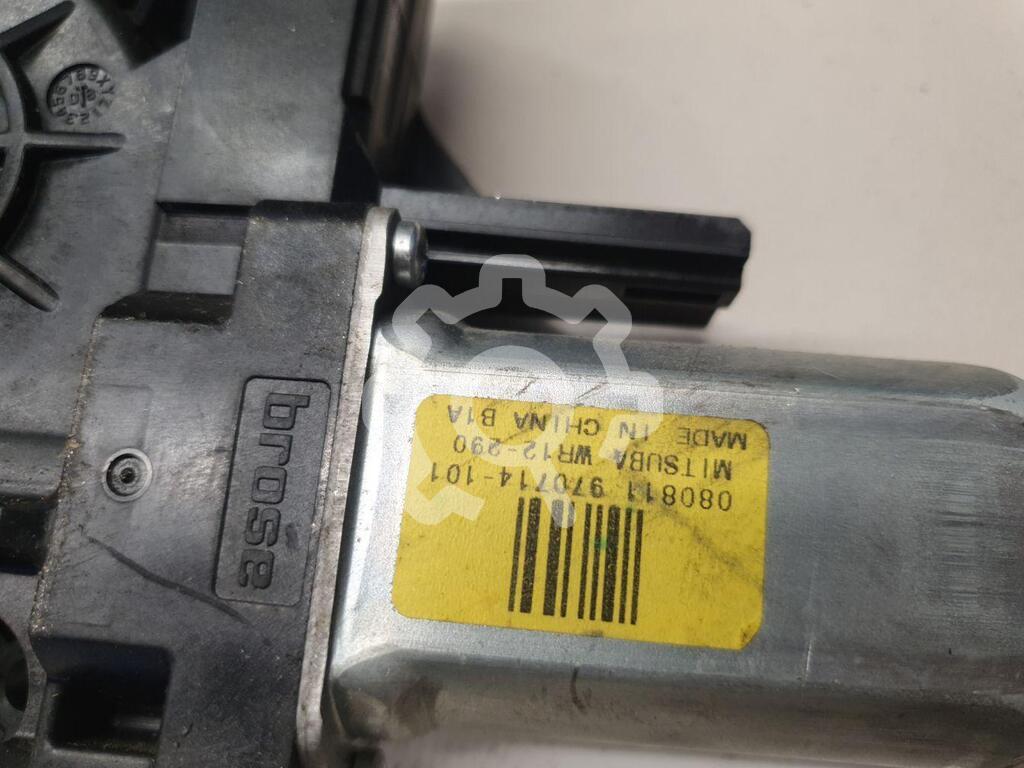 brose
080811 970714-101
MITSUBA WR12-290
MADE IN CHINA B1A